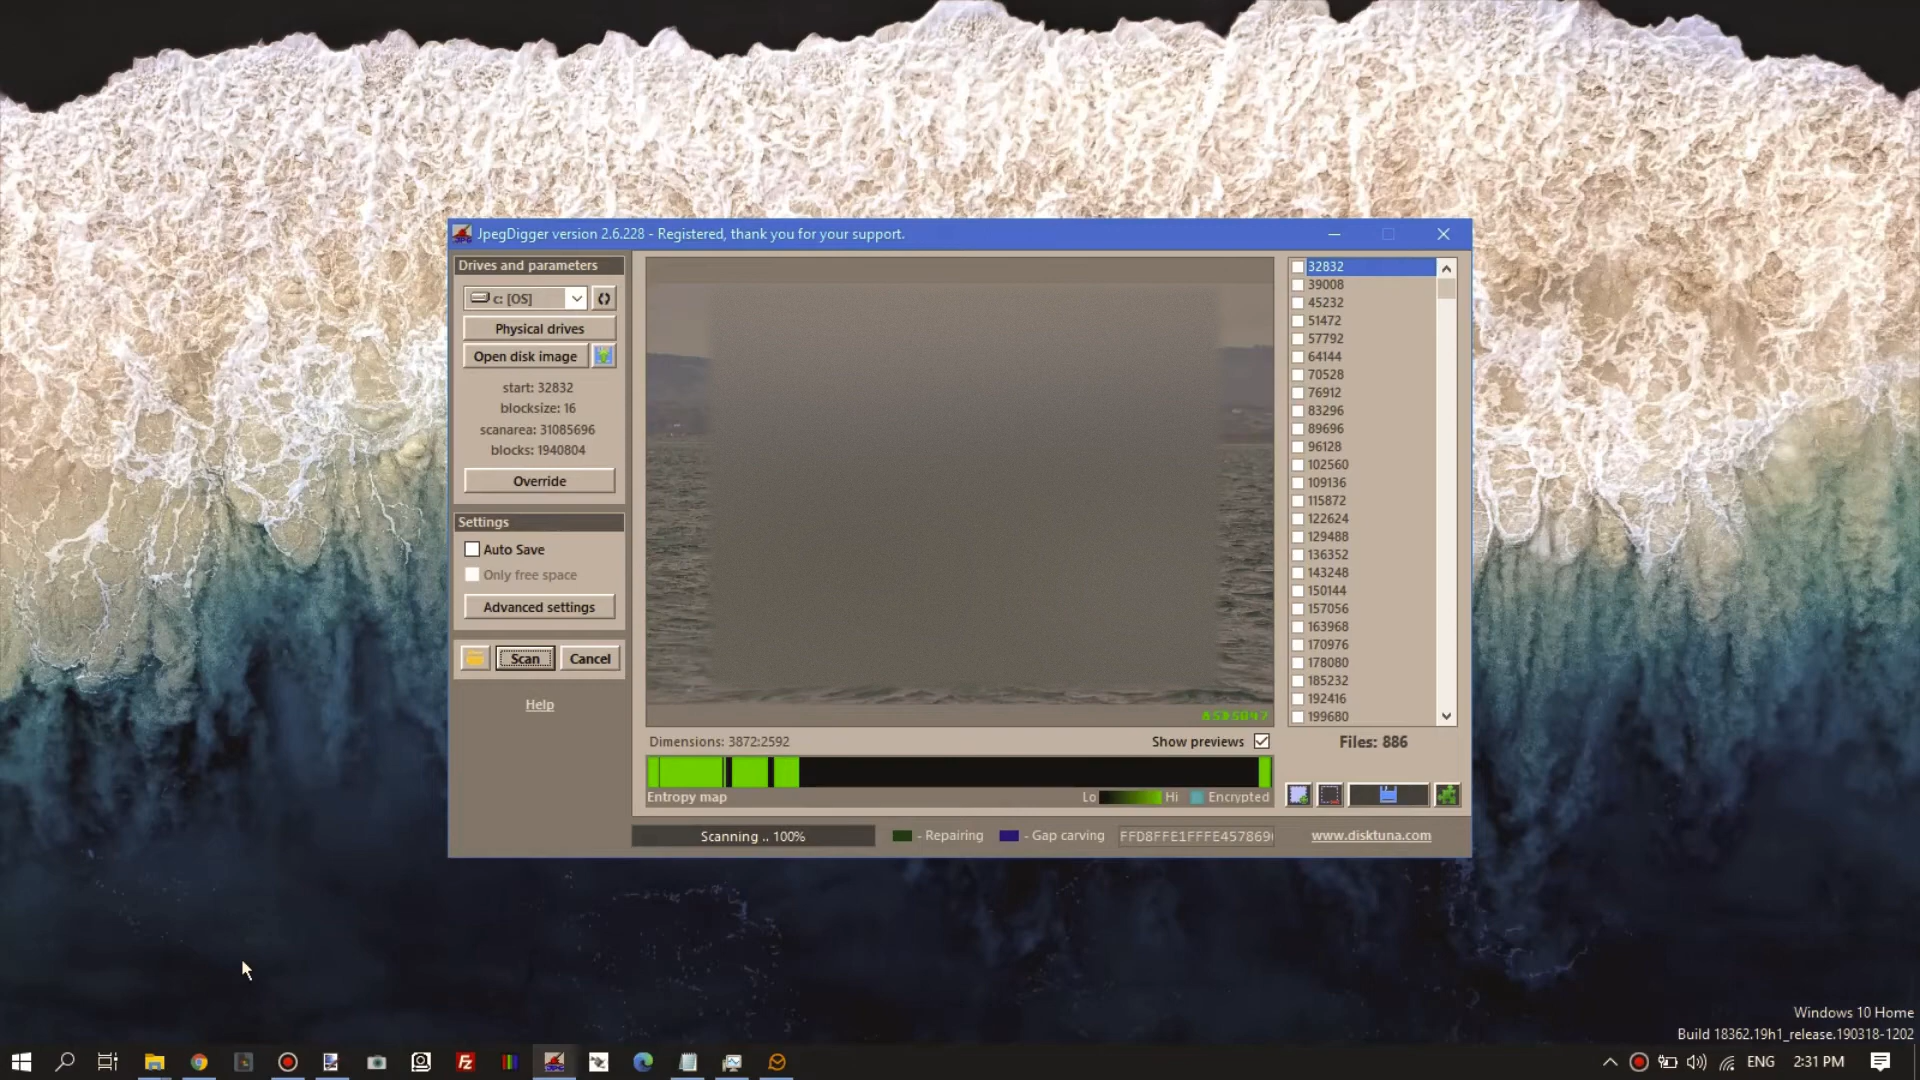 JpegDigger version 2.6.228 - Registered, thank you for your support.
Drives and parameters
c: [OS]
Physical drives
Open disk image
start: 32832
blocksize: 16
scanarea: 31085696
blocks: 1940804
Override
Settings
Auto Save
Only free space
Advanced settings
Scan
Cancel
Help
Dimensions: 3872:2592
Show previews
Entropy map
Lo
Hi
Encrypted
Scanning .. 100%
- Repairing
- Gap carving
FFD8FFE1FFFE457869
32832
39008
45232
51472
57792
64144
70528
76912
83296
89696
96128
102560
109136
115872
122624
129488
136352
143248
150144
157056
163968
170976
178080
185232
192416
199680
Files: 886
www.disktuna.com
Windows 10 Home
Build 18362.19h1_release.190318-1202
ENG
2:31 PM